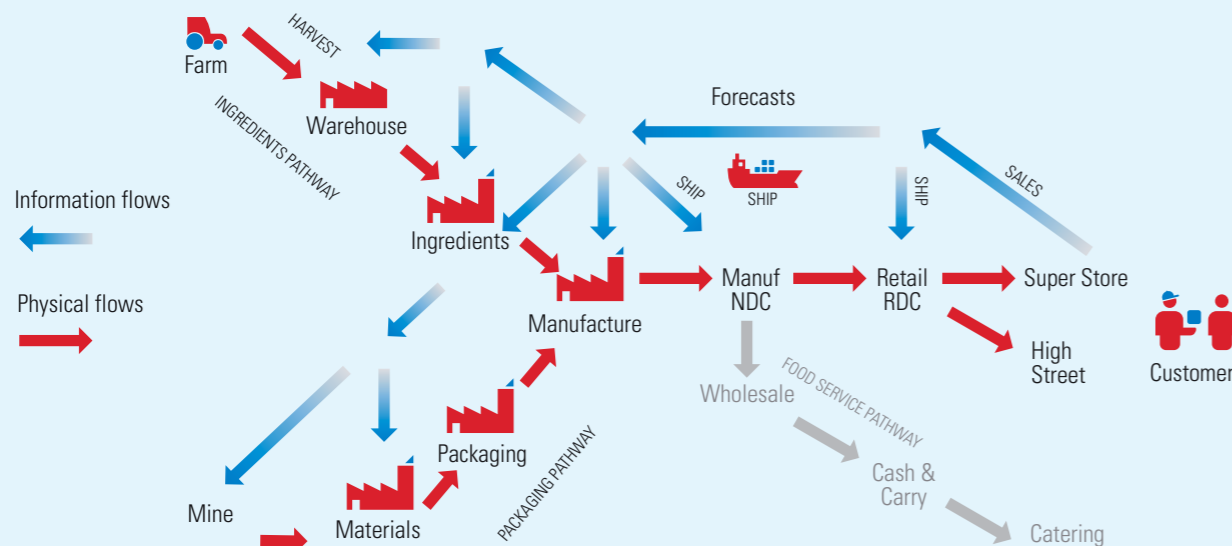 HARVEST
Farm
INGREDIENTS PATHWAY
Warehouse
Forecasts
SHIP
SHIP
SHIP
SALES
Information flows
Ingredients
Physical flows
Manufacture
Manuf
NDC
Retail
RDC
Super Store
High
Street
Customer
Wholesale
FOOD SERVICE PATHWAY
Packaging
PACKAGING PATHWAY
Cash &
Carry
Mine
Materials
Catering